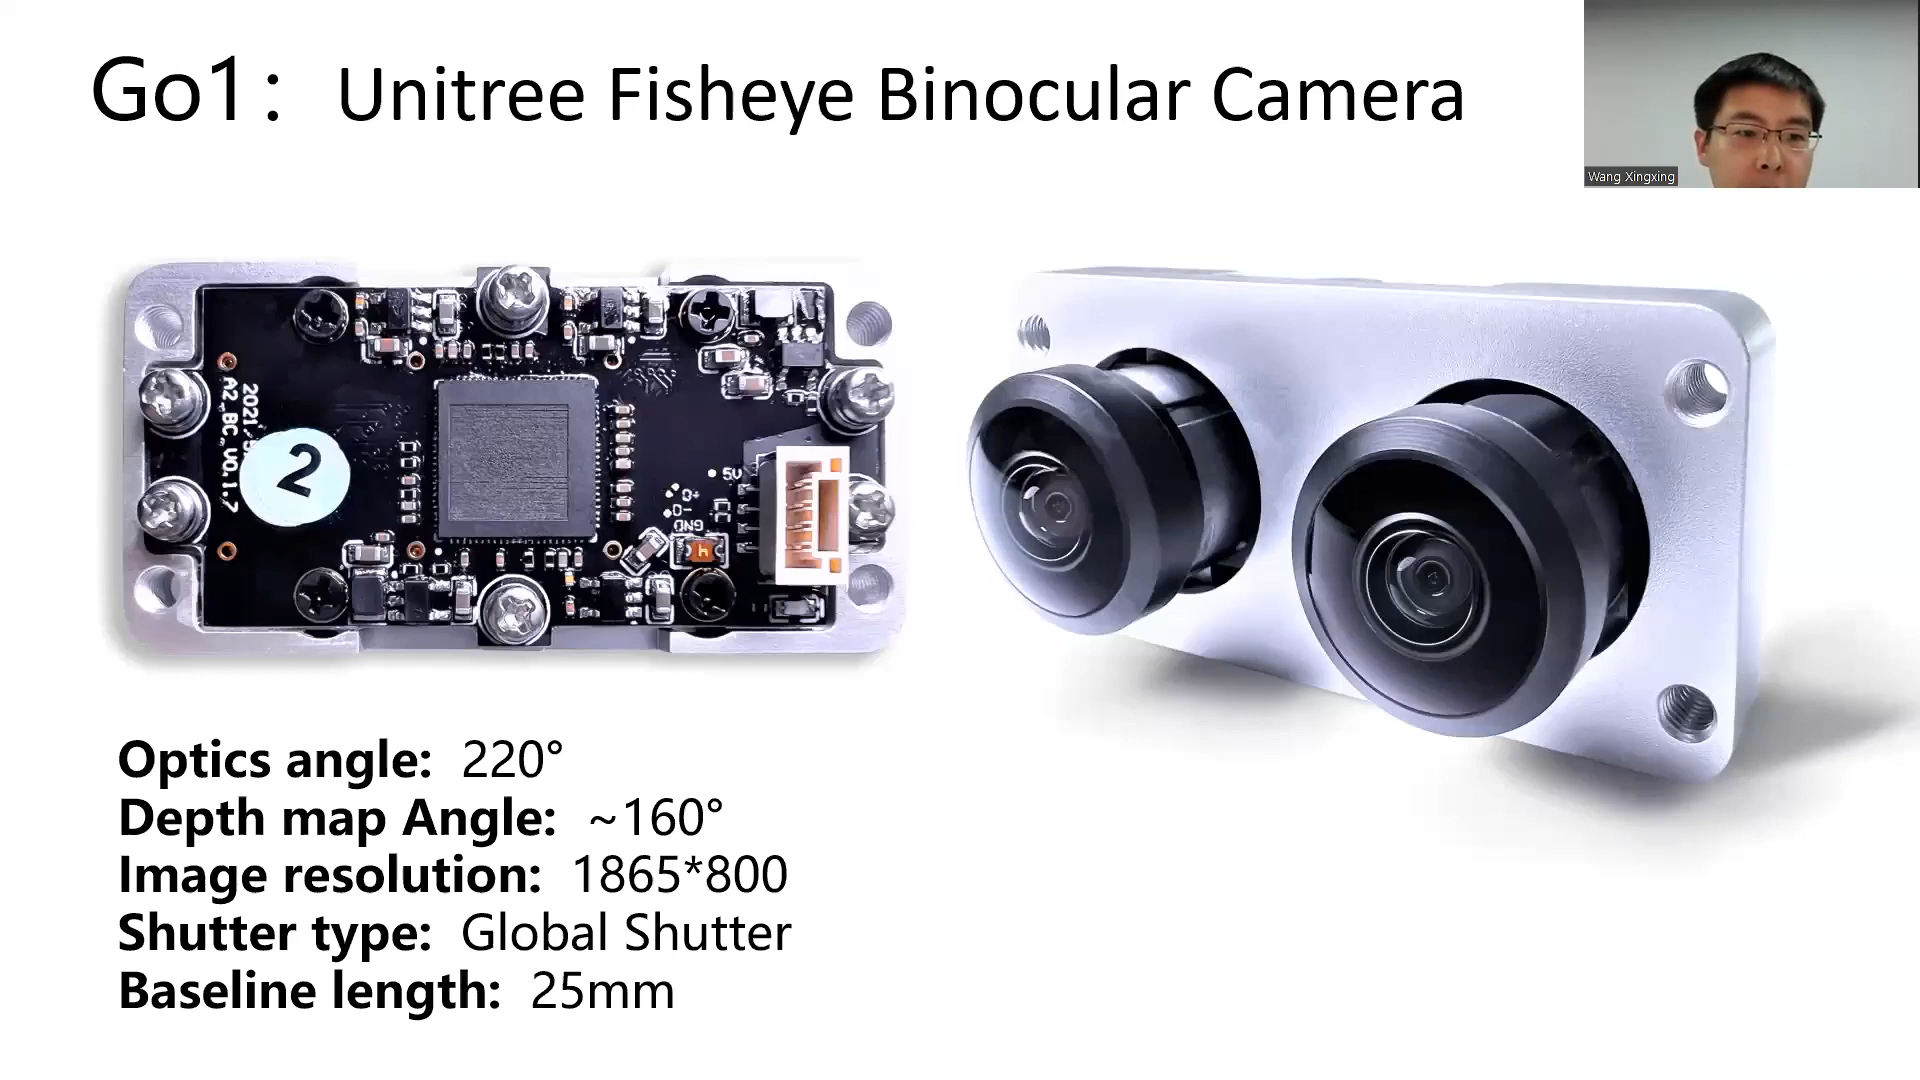 Go1： Unitree Fisheye Binocular Camera
Wang Xingxing
A2_BC_V0.1.7
2
5V
D+
D-
GND
Optics angle: 220°
Depth map Angle: ~160°
Image resolution: 1865*800
Shutter type: Global Shutter
Baseline length: 25mm